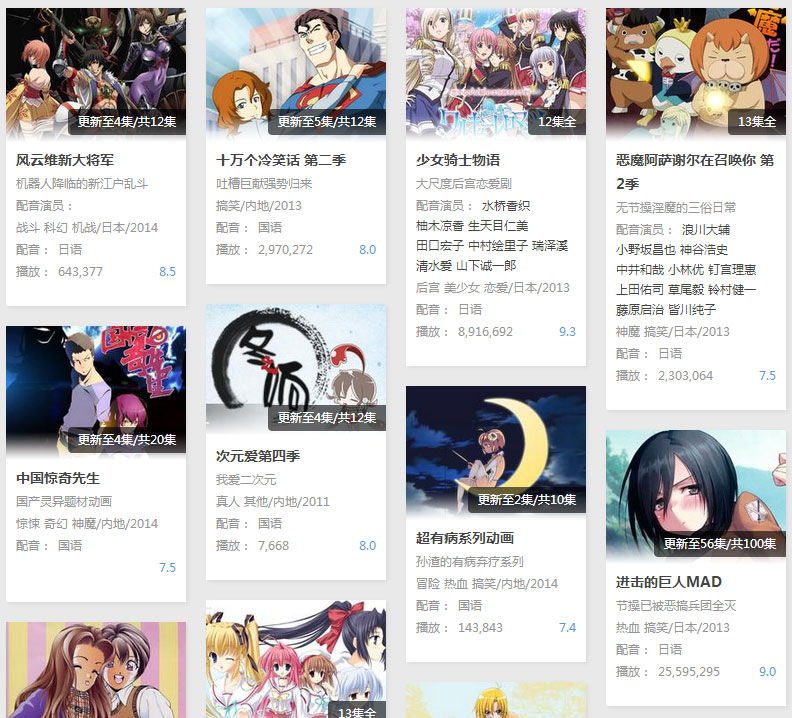 更新至4集/共12集
风云维新大将军
机器人降临的新江户乱斗
配音演员：
战斗 科幻 机战/日本/2014
配音： 日语
播放： 643,377 8.5
更新至4集/共20集
中国惊奇先生
国产灵异题材动画
惊悚 奇幻 神魔/内地/2014
配音： 国语
7.5
更新至5集/共12集
十万个冷笑话 第二季
吐槽巨献强势归来
搞笑/内地/2013
配音： 国语
播放： 2,970,272 8.0
更新至4集/共12集
次元爱第四季
我爱二次元
真人 其他/内地/2011
配音： 国语
播放： 7,668 8.0
13集全
12集全
少女骑士物语
大尺度后宫恋爱剧
配音演员： 水桥香织
柚木凉香 生天目仁美
田口宏子 中村绘里子 瑞泽溪
清水爱 山下诚一郎
后宫 美少女 恋爱/日本/2013
配音： 日语
播放： 8,916,692 9.3
更新至2集/共10集
超有病系列动画
孙渣的有病弃疗系列
冒险 热血 搞笑/内地/2014
配音： 国语
播放： 143,843 7.4
13集全
恶魔阿萨谢尔在召唤你 第
2季
无节操淫魔的三俗日常
配音演员： 浪川大辅
小野坂昌也 神谷浩史
中井和哉 小林优 钉宫理惠
上田佑司 草尾毅 铃村健一
藤原启治 皆川纯子
神魔 搞笑/日本/2013
配音： 日语
播放： 2,303,064 7.5
更新至56集/共100集
进击的巨人MAD
节操已被恶搞兵团全灭
热血 搞笑/日本/2013
配音： 日语
播放： 25,595,295 9.0